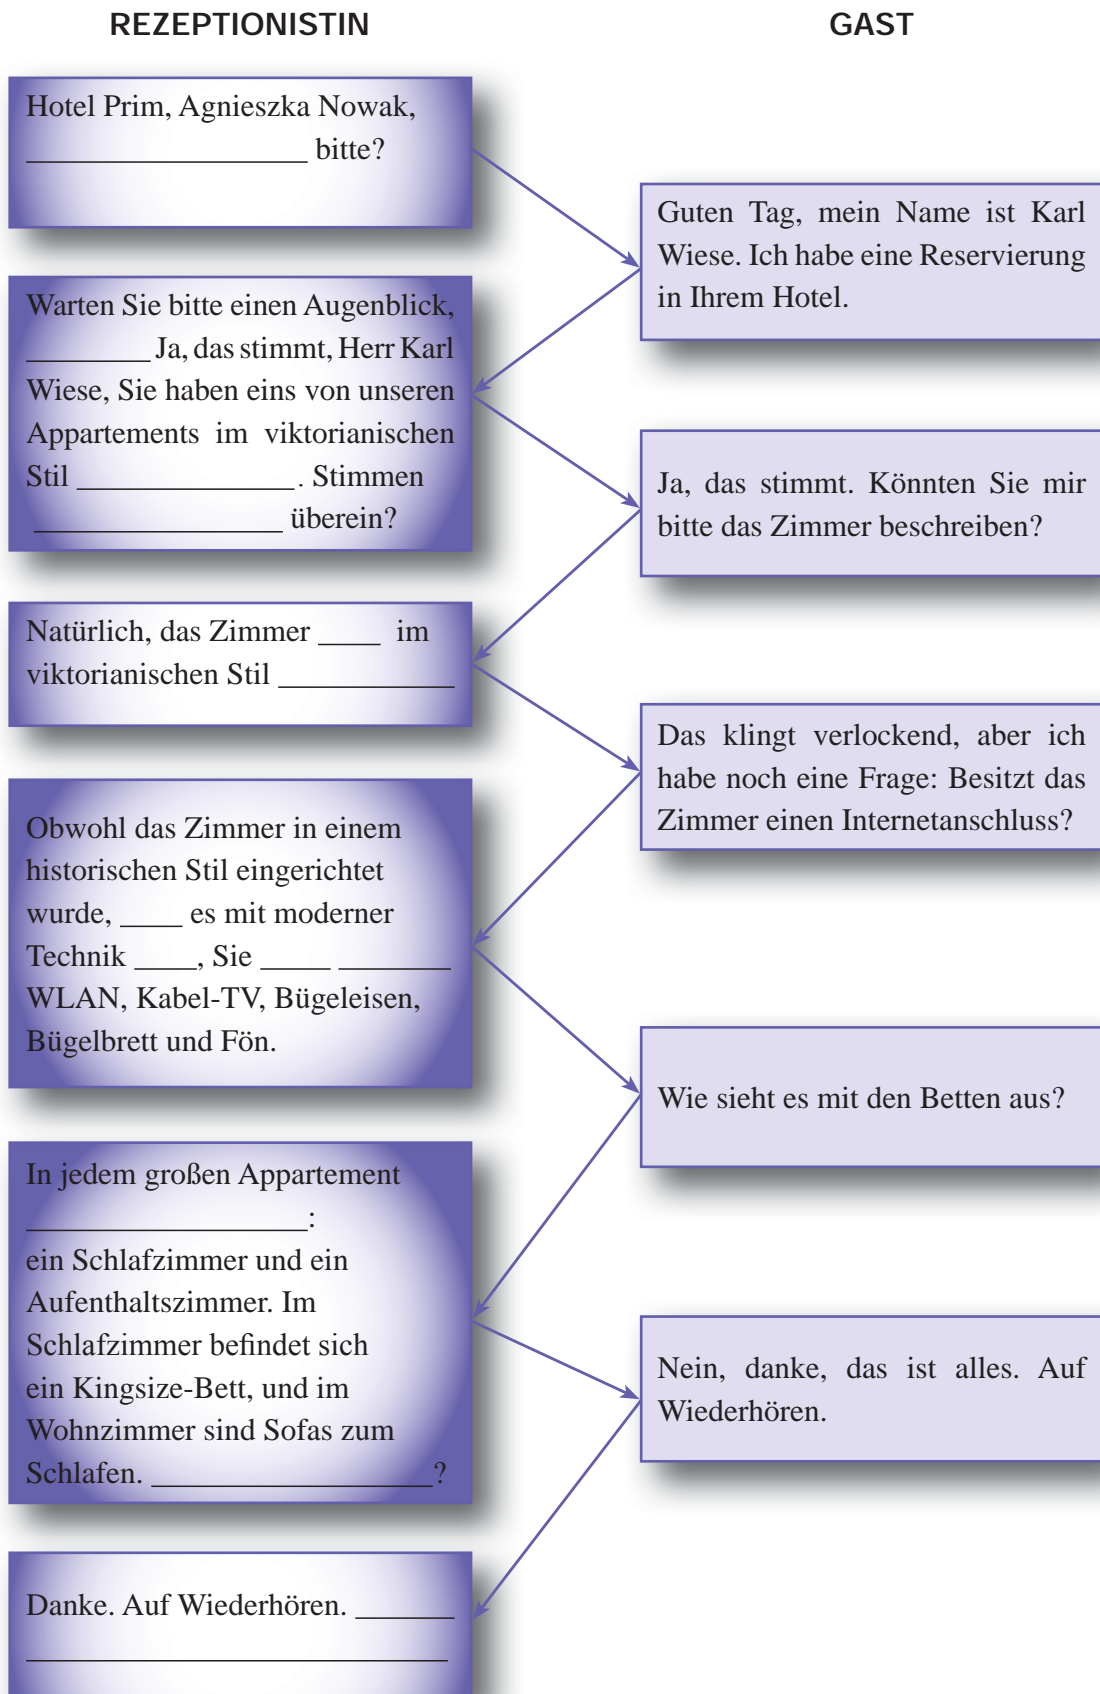 REZEPTIONISTIN
GAST
Hotel Prim, Agnieszka Nowak,
__________________ bitte?
Guten Tag, mein Name ist Karl
Wiese. Ich habe eine Reservierung
in Ihrem Hotel.
Warten Sie bitte einen Augenblick,
________ Ja, das stimmt, Herr Karl
Wiese, Sie haben eins von unseren
Appartements im viktorianischen
Stil ______________. Stimmen
________________ überein?
Ja, das stimmt. Könnten Sie mir
bitte das Zimmer beschreiben?
Natürlich, das Zimmer ____ im
viktorianischen Stil ___________
Das klingt verlockend, aber ich
habe noch eine Frage: Besitzt das
Zimmer einen Internetanschluss?
Obwohl das Zimmer in einem
historischen Stil eingerichtet
wurde, ____ es mit moderner
Technik ____, Sie ____ _______
WLAN, Kabel-TV, Bügeleisen,
Bügelbrett und Fön.
Wie sieht es mit den Betten aus?
In jedem großen Appartement
__________________:
ein Schlafzimmer und ein
Aufenthaltszimmer. Im
Schlafzimmer befindet sich
ein Kingsize-Bett, und im
Wohnzimmer sind Sofas zum
Schlafen. __________________?
Nein, danke, das ist alles. Auf
Wiederhören.
Danke. Auf Wiederhören. ______
___________________________